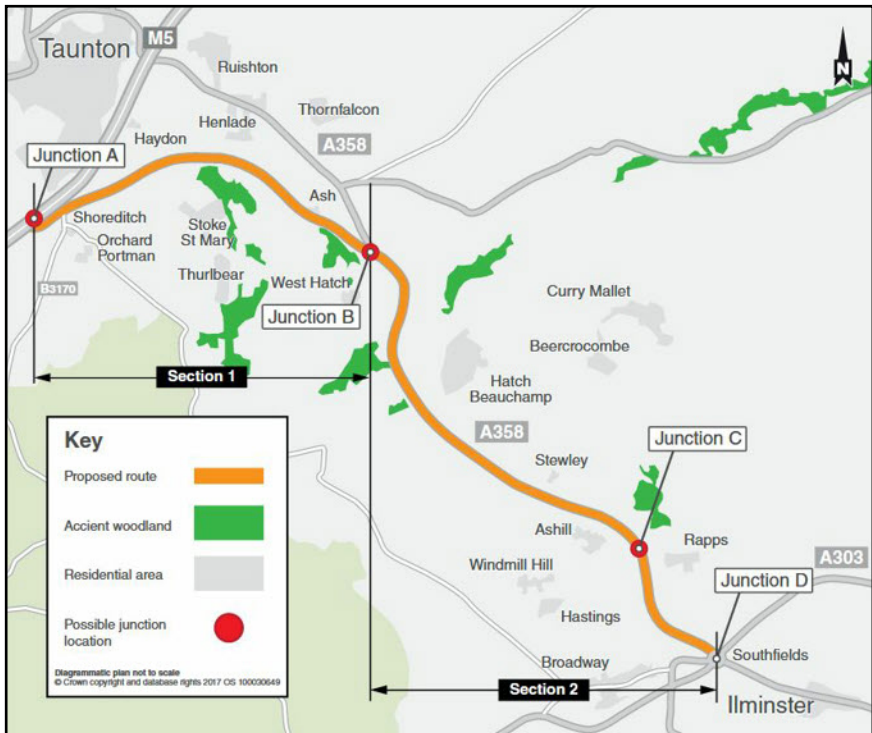 Taunton
M5
Ruishton
Thornfalcon
Henlade
Haydon
A358
Junction A
Ash
Shoreditch
Stoke
St Mary
Orchard
Portman
Thurlbear
West Hatch
B3170
Junction B
Curry Mallet
Beercrocombe
Section 1
Hatch
Beauchamp
A358
Junction C
Stewley
Ashill
Rapps
Windmill Hill
A303
Junction D
Hastings
Southfields
Broadway
Section 2
Ilminster
N
Key
Proposed route
Accient woodland
Residential area
Possible junction
location
Diagrammatic plan not to scale
© Crown copyright and database rights 2017 OS 100030649